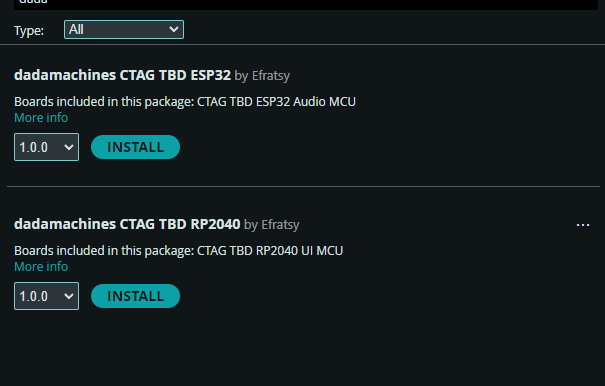 dada
Type: All
dadamachines CTAG TBD ESP32 by Efratsy
Boards included in this package: CTAG TBD ESP32 Audio MCU
More info
1.0.0 INSTALL
dadamachines CTAG TBD RP2040 by Efratsy ...
Boards included in this package: CTAG TBD RP2040 UI MCU
More info
1.0.0 INSTALL